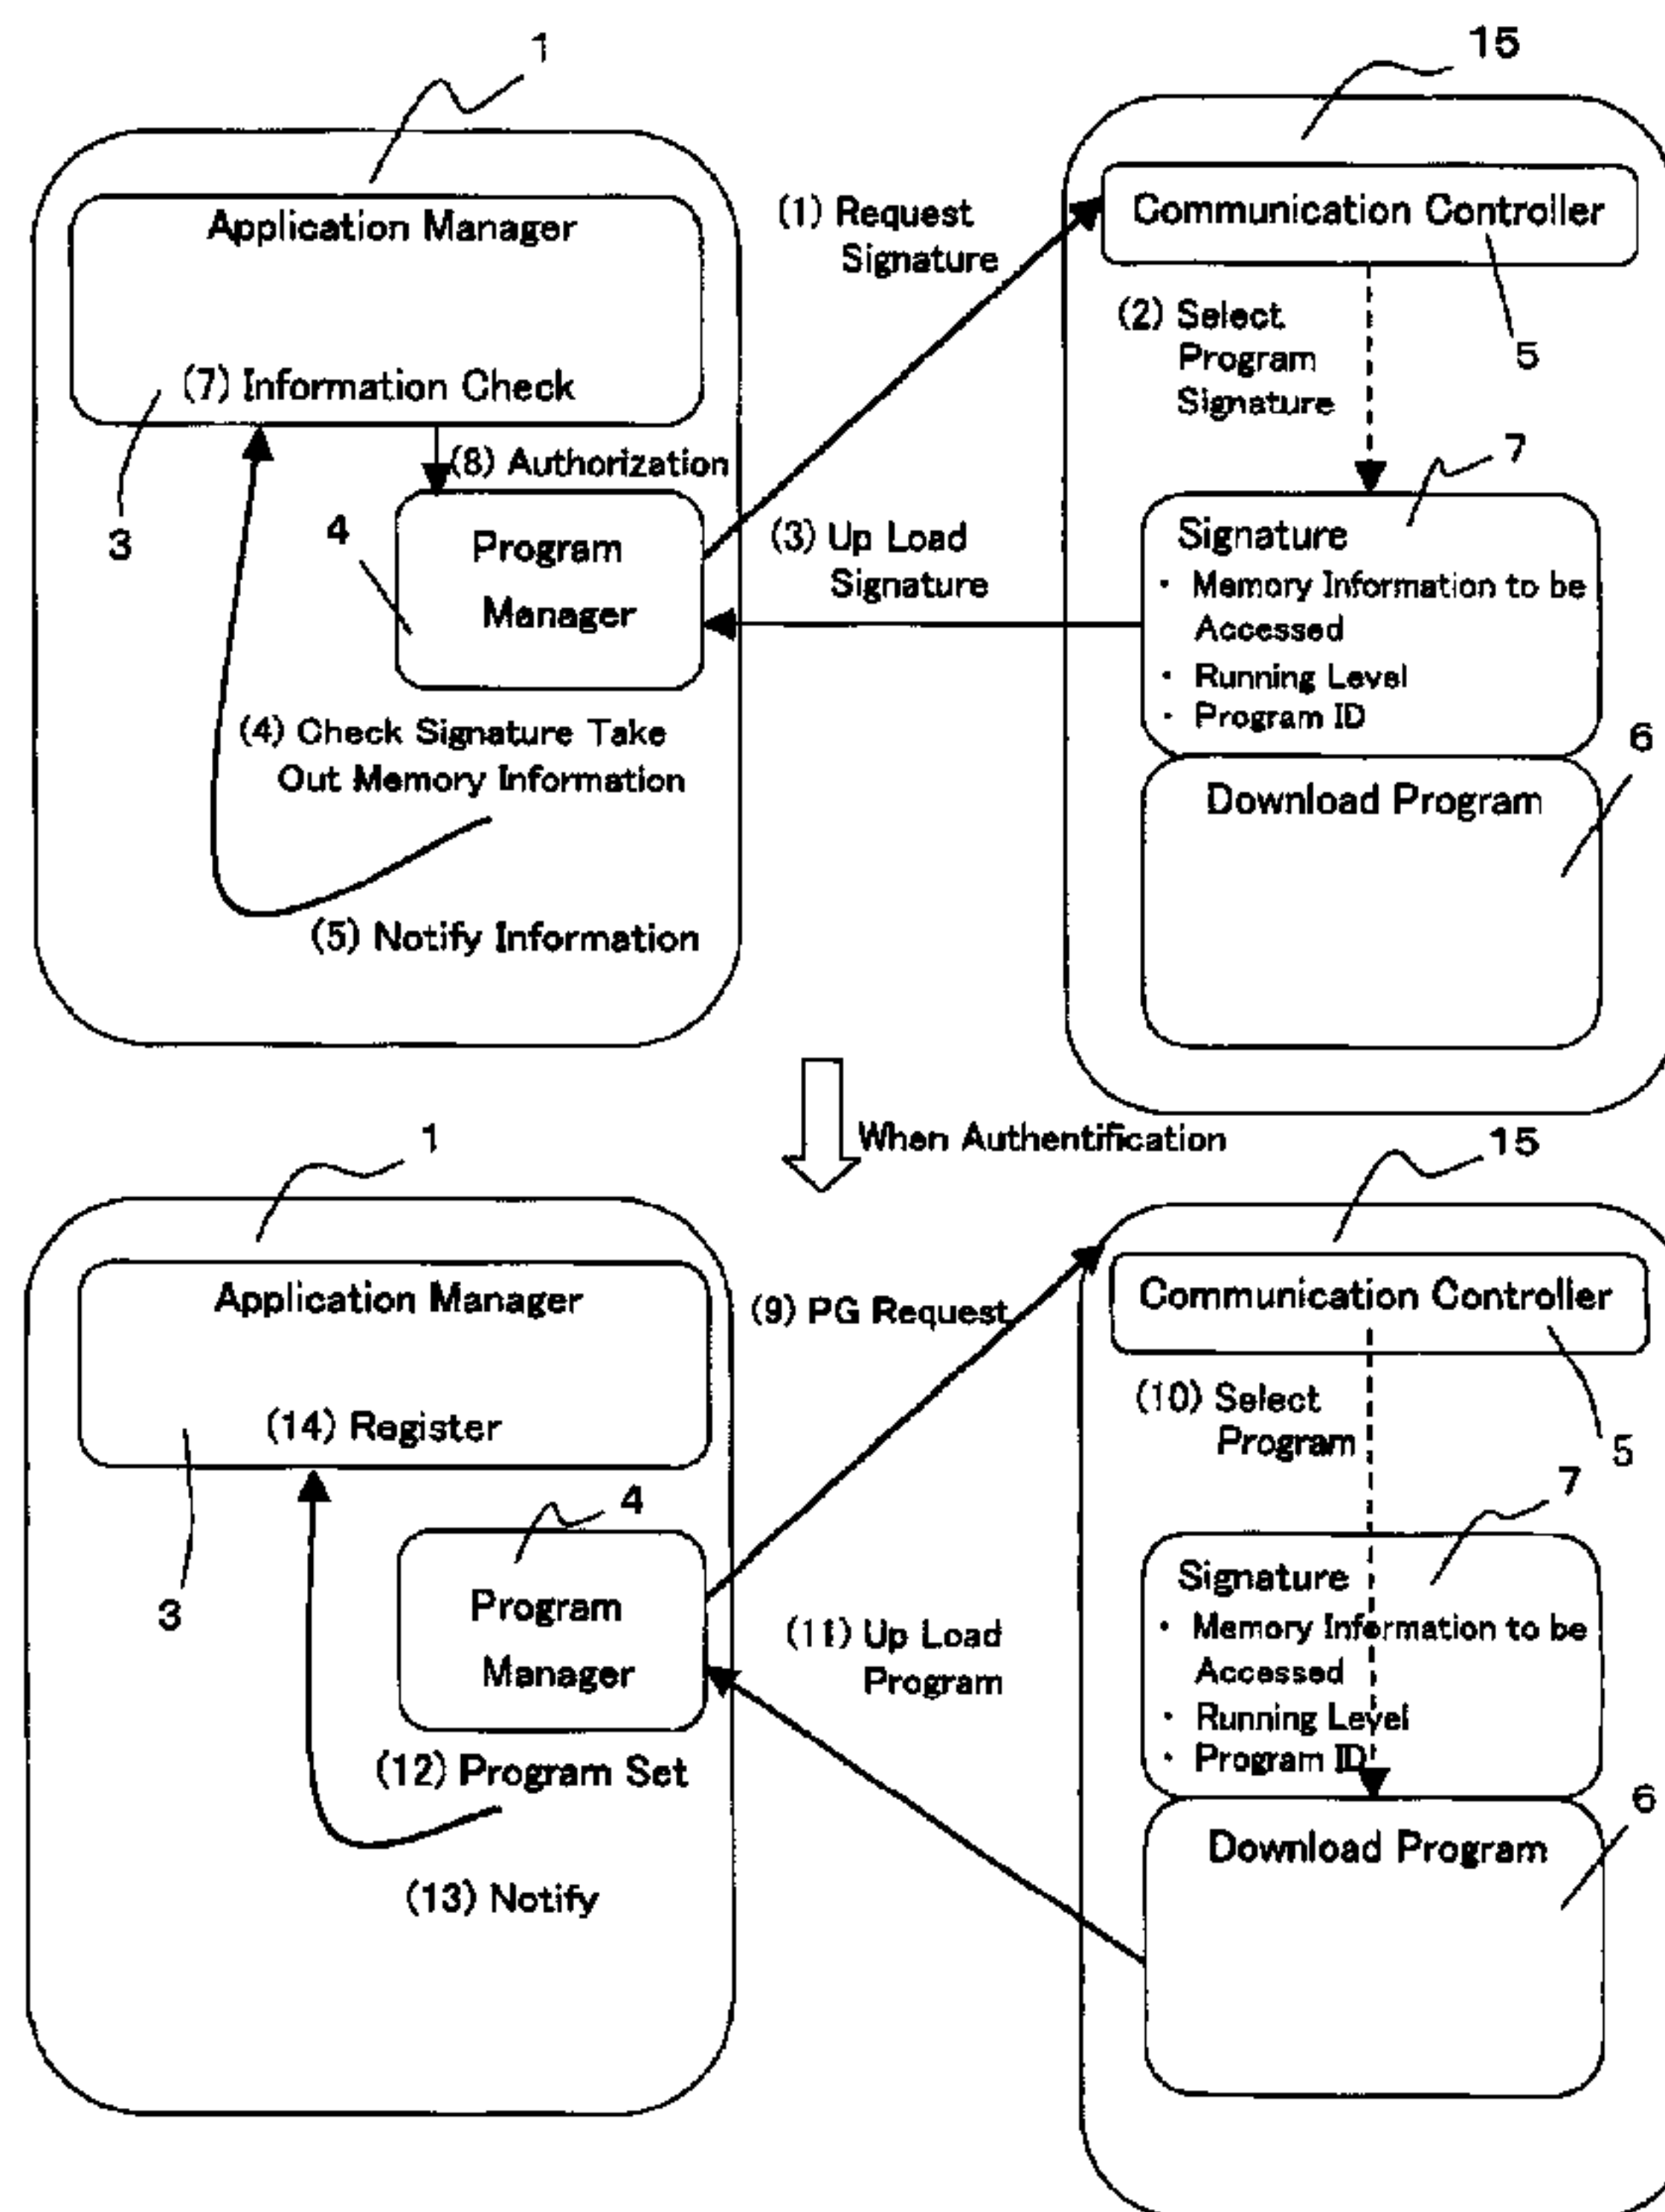 1
15
Application Manager
(7) Information Check
3
(8) Authorization
4
Program
Manager
(4) Check Signature Take
Out Memory Information
(5) Notify Information
(1) Request
Signature
(3) Up Load
Signature
Communication Controller
5
(2) Select
Program
Signature
7
Signature
・ Memory Information to be
Accessed
・ Running Level
・ Program ID
6
Download Program
When Authentification
1
15
Application Manager
(14) Register
3
4
Program
Manager
(12) Program Set
(13) Notify
(9) PG Request
(11) Up Load
Program
Communication Controller
5
(10) Select
Program
7
Signature
・ Memory Information to be
Accessed
・ Running Level
・ Program ID
6
Download Program